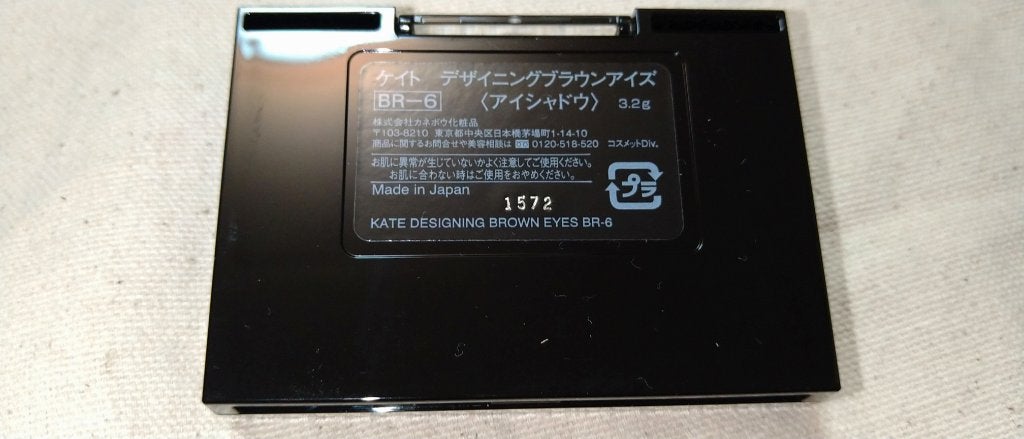 ケイト デザイニングブラウンアイズ
BR-6 〈アイシャドウ〉 3.2g
株式会社カネボウ化粧品
〒103-8210 東京都中央区日本橋茅場町1-14-10
商品に関するお問合せや美容相談は 0120-518-520 コスメットDiv.
お肌に異常が生じていないかよく注意してご使用ください。
お肌に合わない時はご使用をおやめください。
Made in Japan
プラ
1572
KATE DESIGNING BROWN EYES BR-6